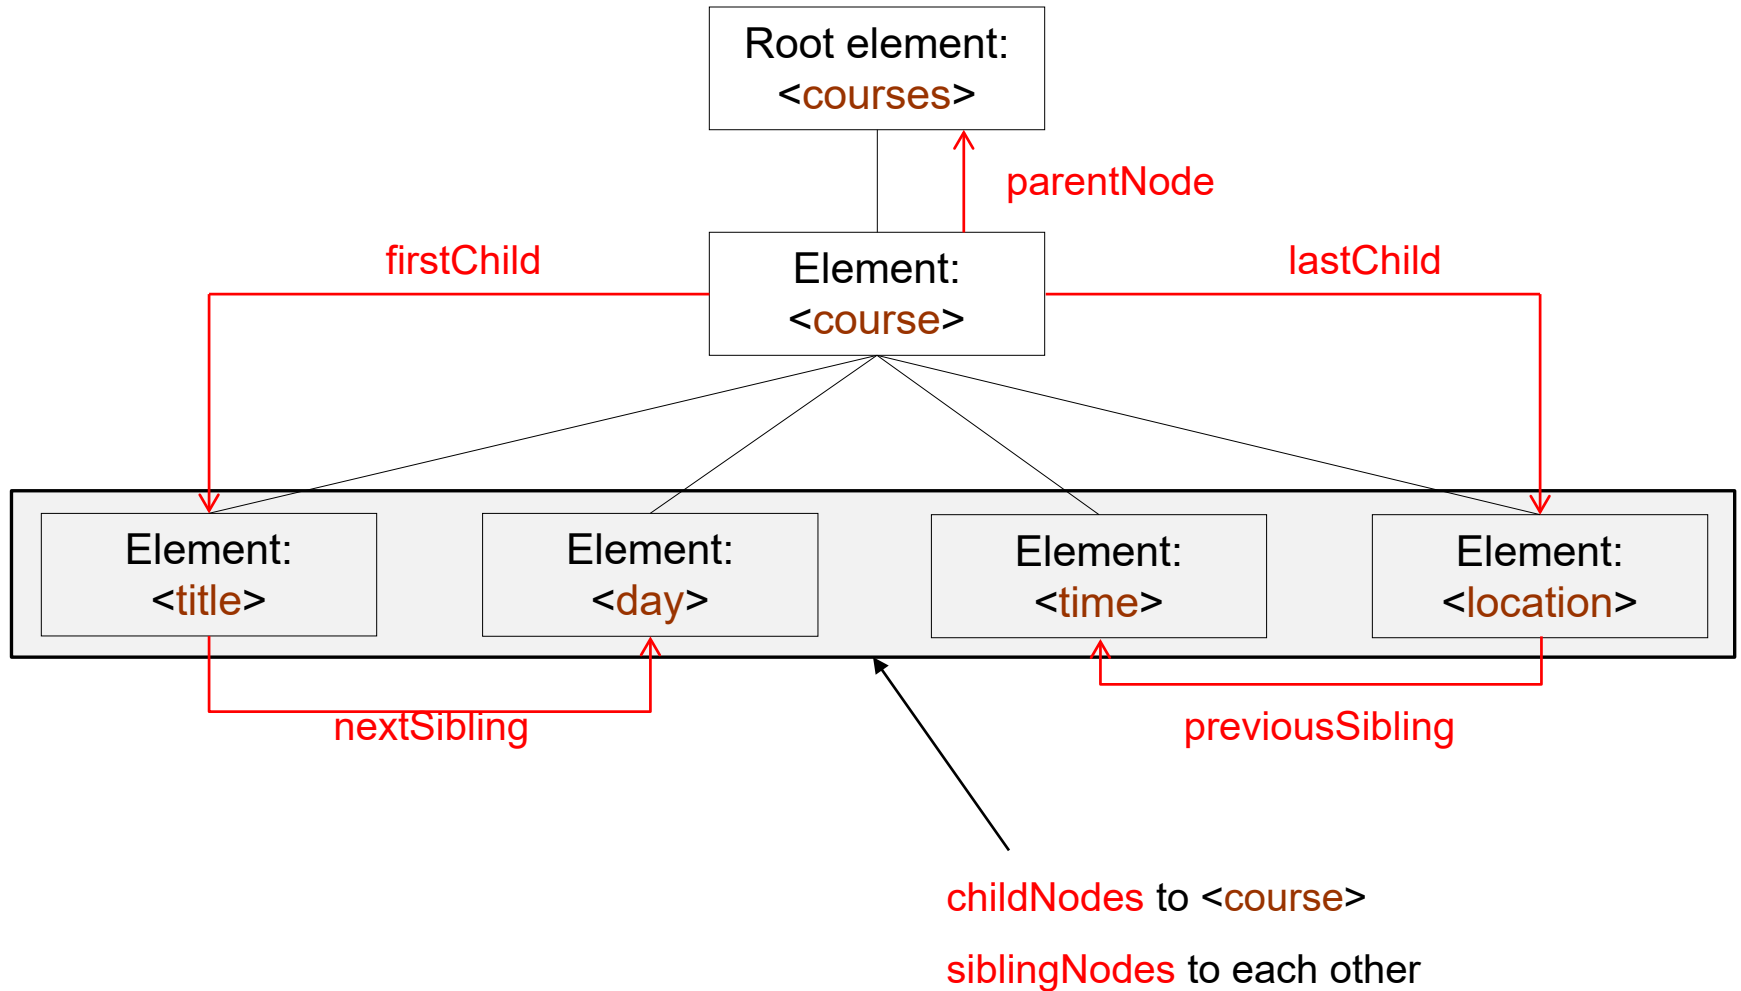 Root element:
<courses>
parentNode
firstChild
lastChild
Element:
<course>
Element:
<title>
Element:
<day>
Element:
<time>
Element:
<location>
nextSibling
previousSibling
childNodes to <course>
siblingNodes to each other